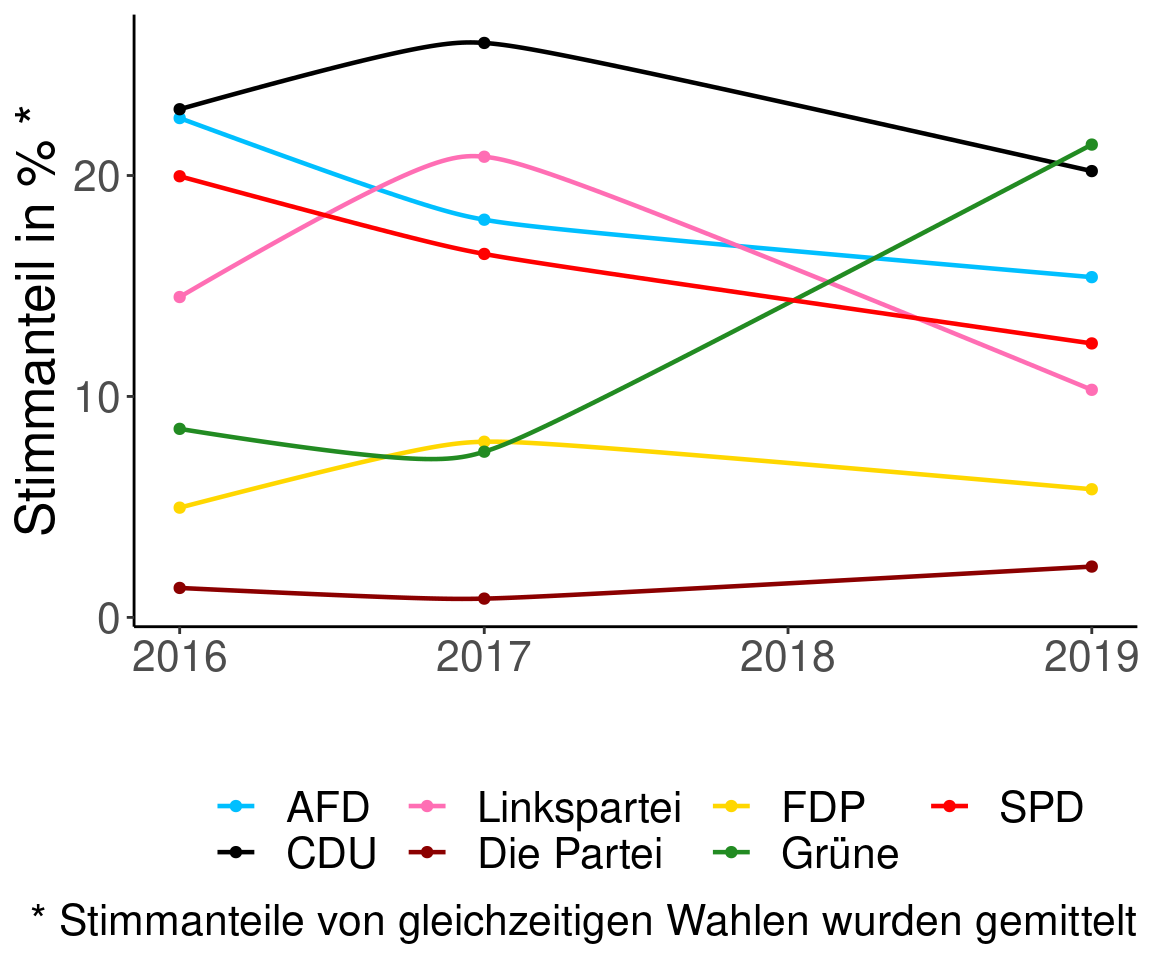 Stimmanteil in % *
20
10
0
2016 2017 2018 2019
AFD Linkspartei FDP SPD
CDU Die Partei Grüne
* Stimmanteile von gleichzeitigen Wahlen wurden gemittelt